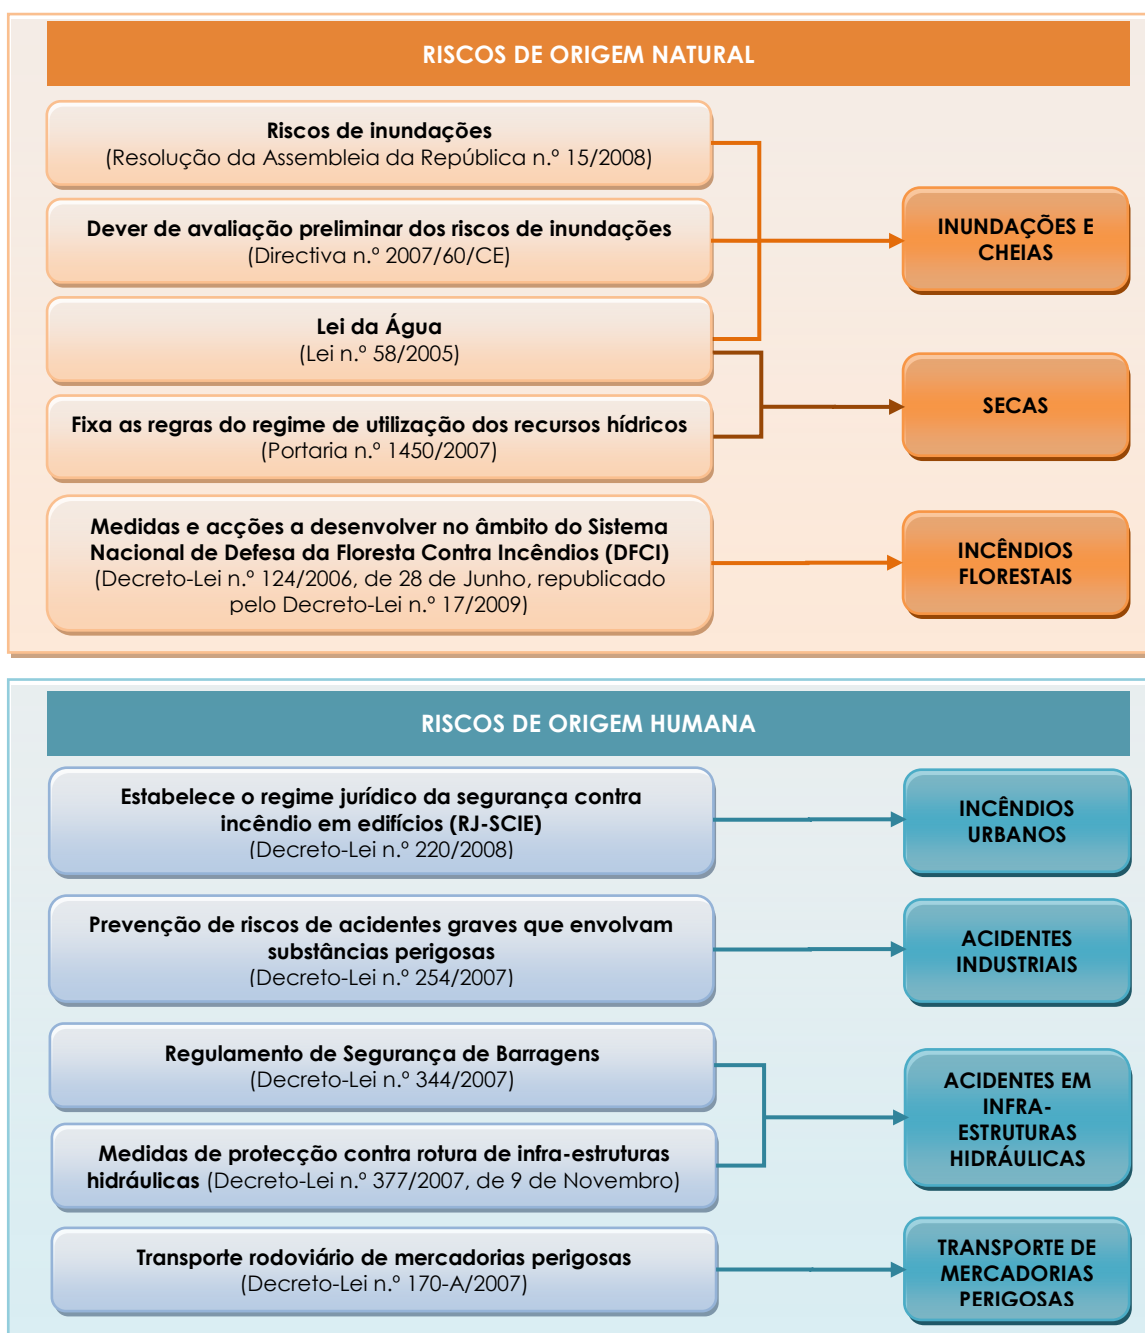 RISCOS DE ORIGEM NATURAL
Riscos de inundações
(Resolução da Assembleia da República n.º 15/2008)
Dever de avaliação preliminar dos riscos de inundações
(Directiva n.º 2007/60/CE)
INUNDAÇÕES E
CHEIAS
Lei da Água
(Lei n.º 58/2005)
Fixa as regras do regime de utilização dos recursos hídricos
(Portaria n.º 1450/2007)
SECAS
Medidas e acções a desenvolver no âmbito do Sistema
Nacional de Defesa da Floresta Contra Incêndios (DFCI)
(Decreto-Lei n.º 124/2006, de 28 de Junho, republicado
pelo Decreto-Lei n.º 17/2009)
INCÊNDIOS
FLORESTAIS
RISCOS DE ORIGEM HUMANA
Estabelece o regime jurídico da segurança contra
incêndio em edifícios (RJ-SCIE)
(Decreto-Lei n.º 220/2008)
INCÊNDIOS
URBANOS
Prevenção de riscos de acidentes graves que envolvam
substâncias perigosas
(Decreto-Lei n.º 254/2007)
ACIDENTES
INDUSTRIAIS
Regulamento de Segurança de Barragens
(Decreto-Lei n.º 344/2007)
Medidas de protecção contra rotura de infra-estruturas
hidráulicas (Decreto-Lei n.º 377/2007, de 9 de Novembro)
ACIDENTES EM
INFRA-
ESTRUTURAS
HIDRÁULICAS
Transporte rodoviário de mercadorias perigosas
(Decreto-Lei n.º 170-A/2007)
TRANSPORTE DE
MERCADORIAS
PERIGOSAS